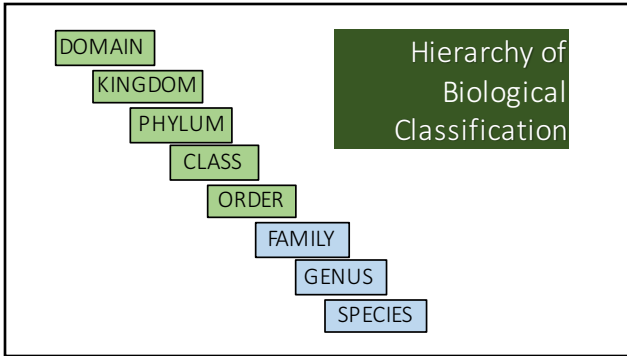 DOMAIN
KINGDOM
PHYLUM
CLASS
ORDER
FAMILY
GENUS
SPECIES
Hierarchy of
Biological
Classification